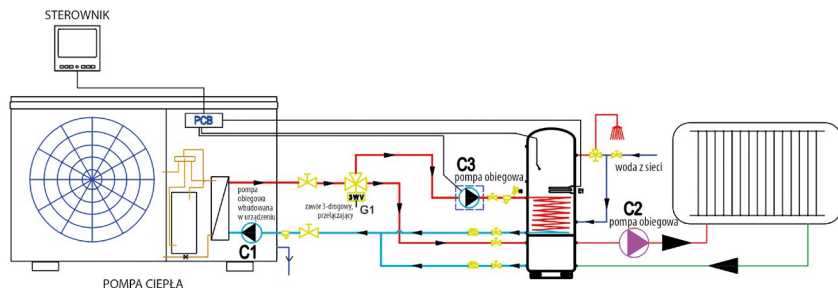 STEROWNIK
PCB
pompa
obiegowa
wbudowana
w urządzeniu
C1
POMPA CIEPŁA
3WV
G1
zawór 3-drogowy,
przełączający
C3
pompa obiegowa
woda z sieci
C2
pompa obiegowa